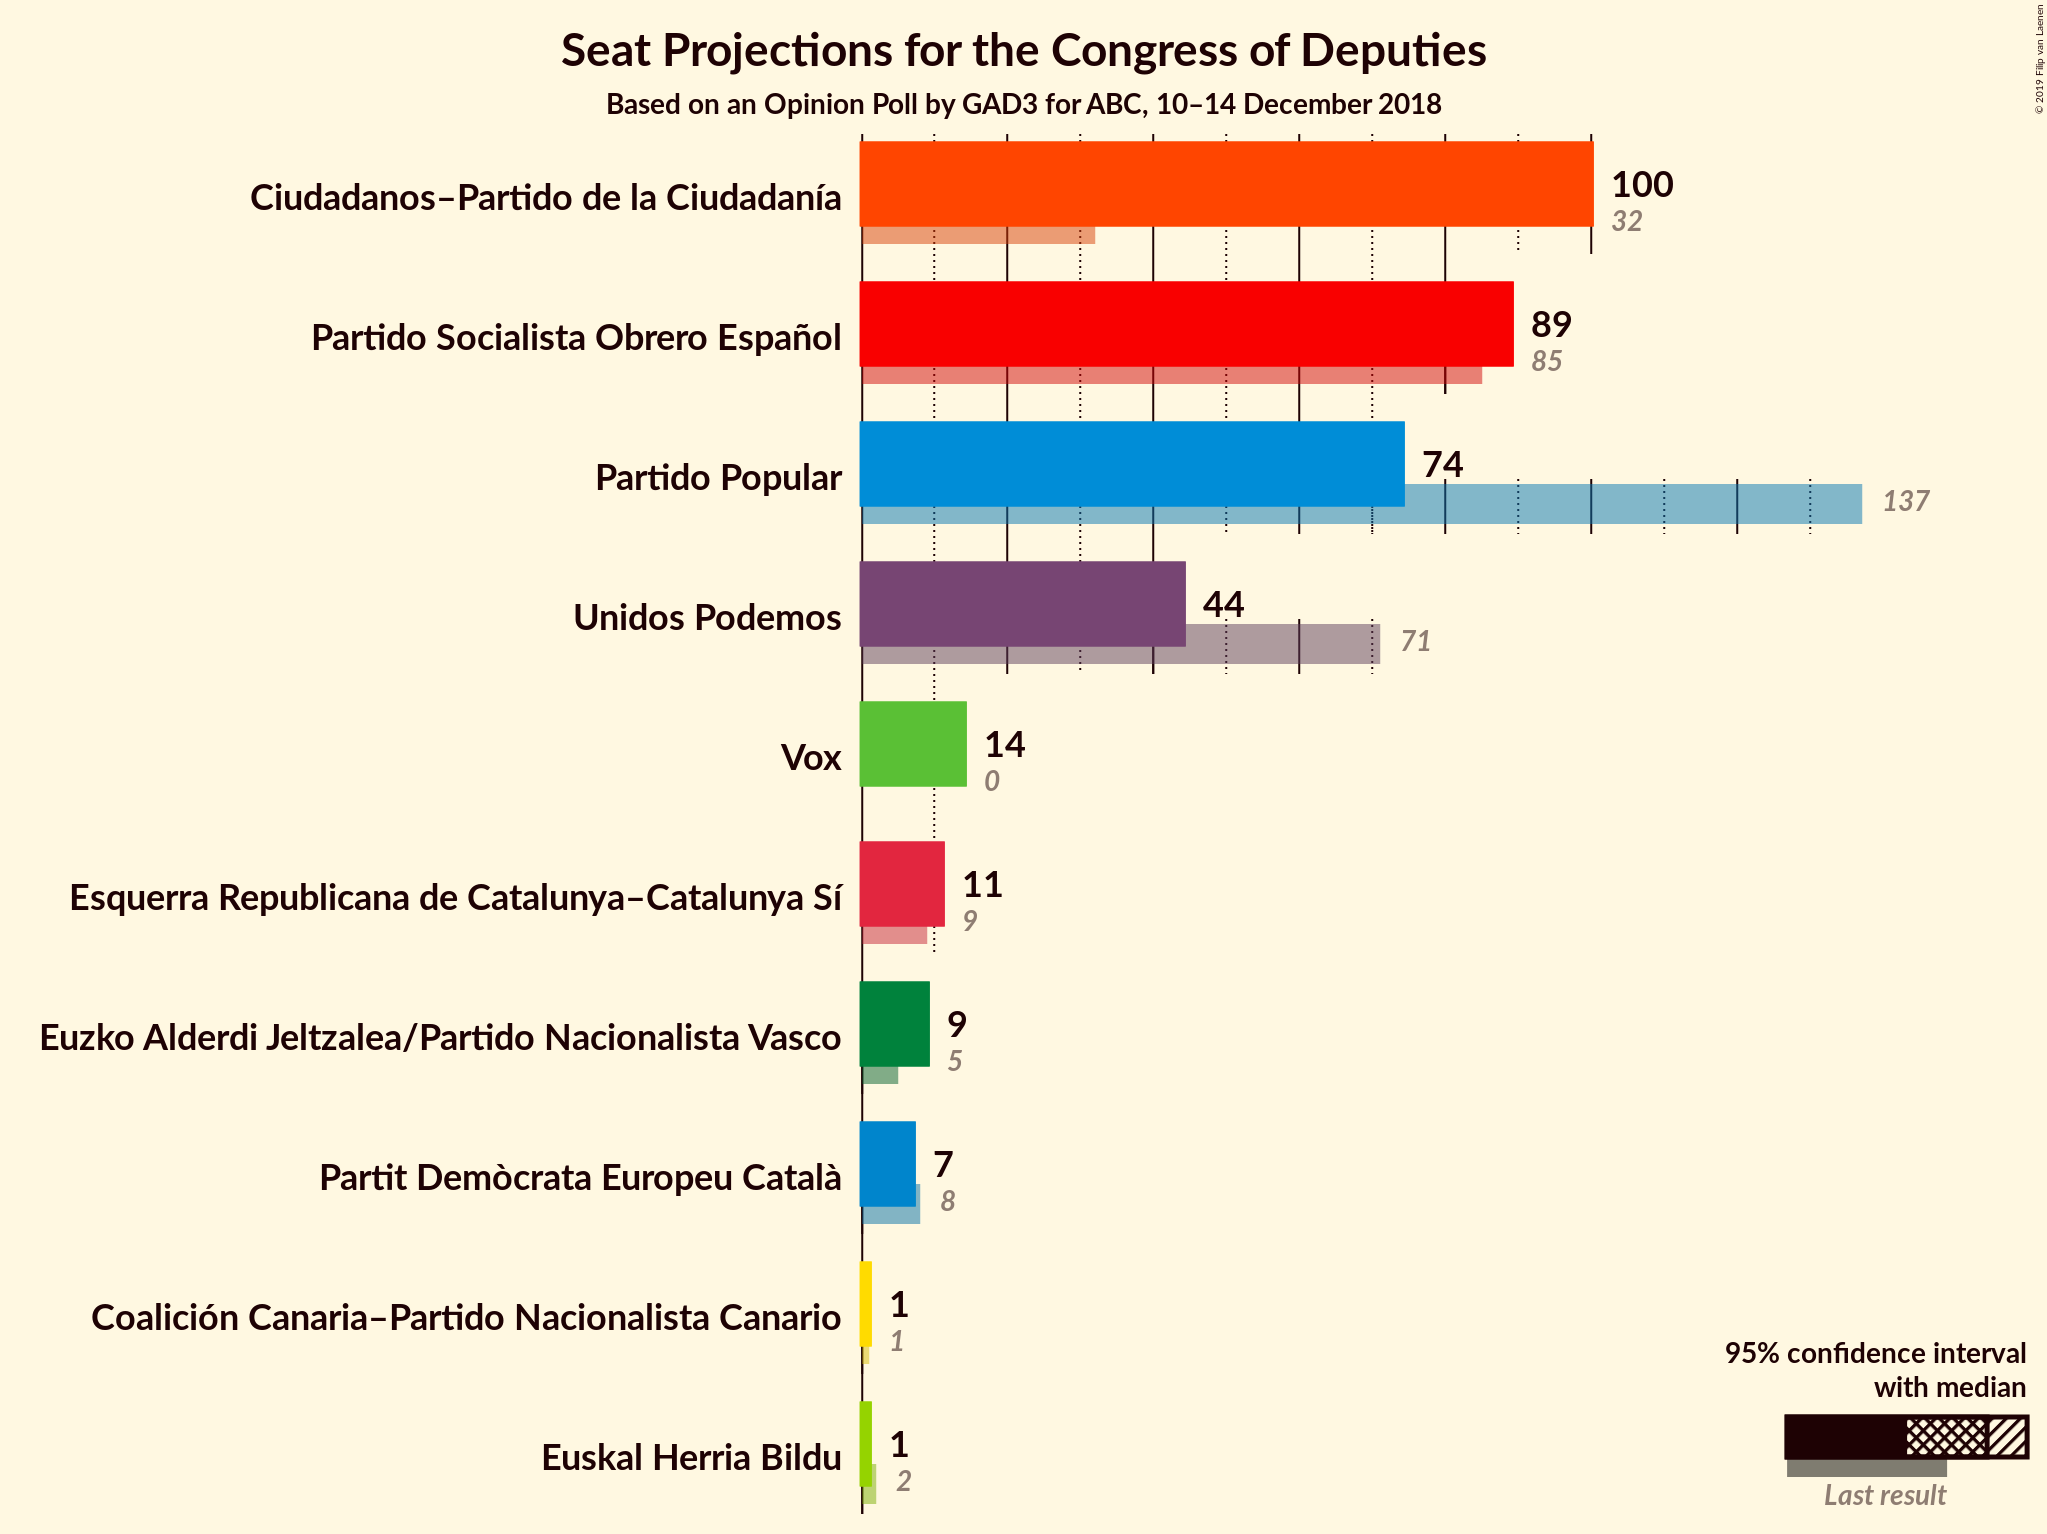 Seat Projections for the Congress of Deputies
Based on an Opinion Poll by GAD3 for ABC, 10–14 December 2018
© 2019 Filip van Laenen
Ciudadanos–Partido de la Ciudadanía
100
32
Partido Socialista Obrero Español
89
85
Partido Popular
74
137
Unidos Podemos
44
71
Vox
14
0
Esquerra Republicana de Catalunya–Catalunya Sí
11
9
Euzko Alderdi Jeltzalea/Partido Nacionalista Vasco
9
5
Partit Demòcrata Europeu Català
7
8
Coalición Canaria–Partido Nacionalista Canario
1
1
Euskal Herria Bildu
1
2
95% confidence interval
with median
Last result